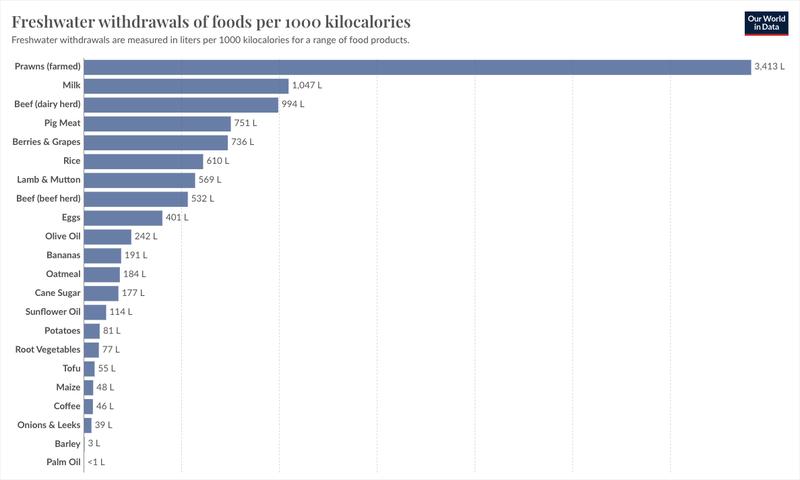 Freshwater withdrawals of foods per 1000 kilocalories
Freshwater withdrawals are measured in liters per 1000 kilocalories for a range of food products.
Our World
in Data
Prawns (farmed) 3,413 L
Milk 1,047 L
Beef (dairy herd) 994 L
Pig Meat 751 L
Berries & Grapes 736 L
Rice 610 L
Lamb & Mutton 569 L
Beef (beef herd) 532 L
Eggs 401 L
Olive Oil 242 L
Bananas 191 L
Oatmeal 184 L
Cane Sugar 177 L
Sunflower Oil 114 L
Potatoes 81 L
Root Vegetables 77 L
Tofu 55 L
Maize 48 L
Coffee 46 L
Onions & Leeks 39 L
Barley 3 L
Palm Oil <1 L